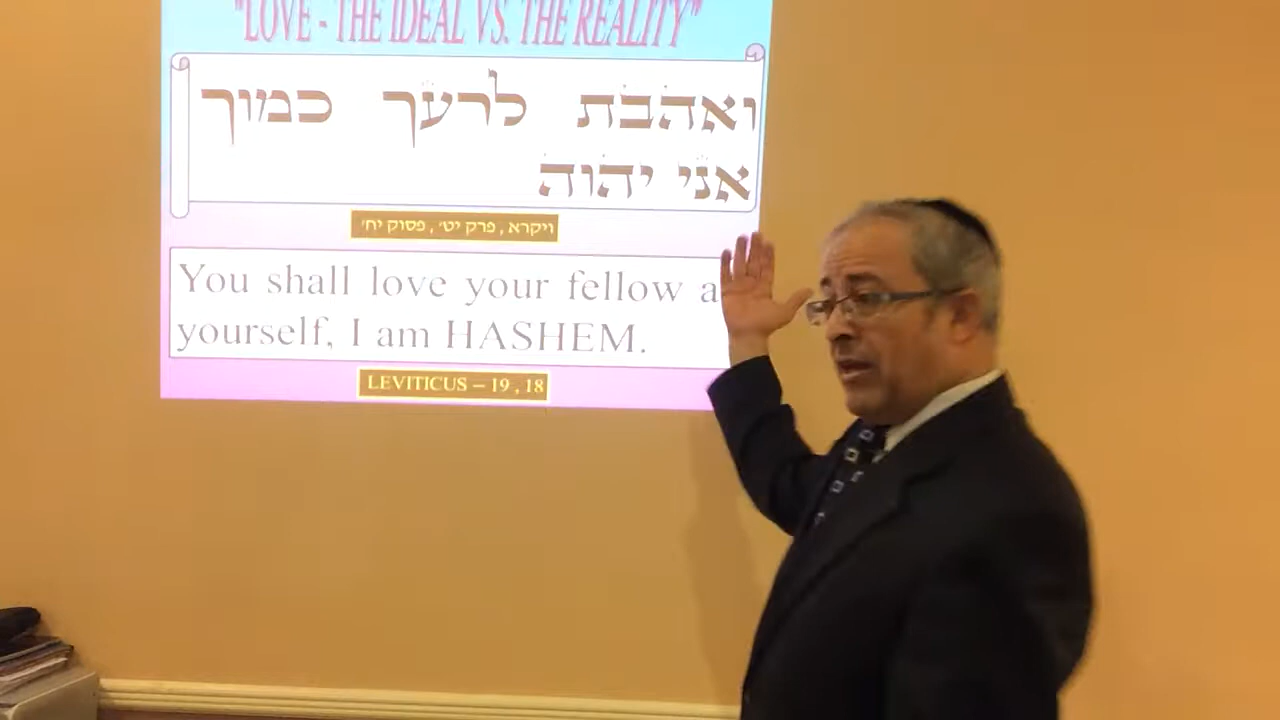 "LOVE - THE IDEAL VS. THE REALITY"
ואהבת לרעך כמוך
אני יהוה
ויקרא, פרק יט׳, פסוק יח׳
You shall love your fellow a
yourself, I am HASHEM.
LEVITICUS – 19, 18